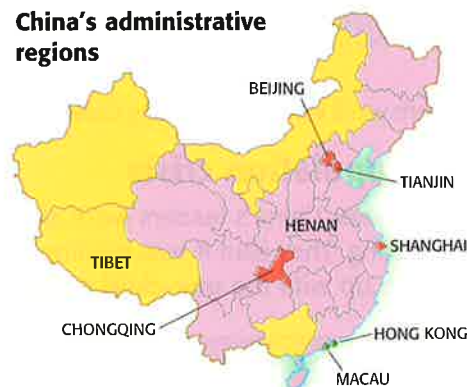 China's administrative
regions
BEIJING
TIANJIN
HENAN
SHANGHAI
TIBET
CHONGQING
HONG KONG
MACAU